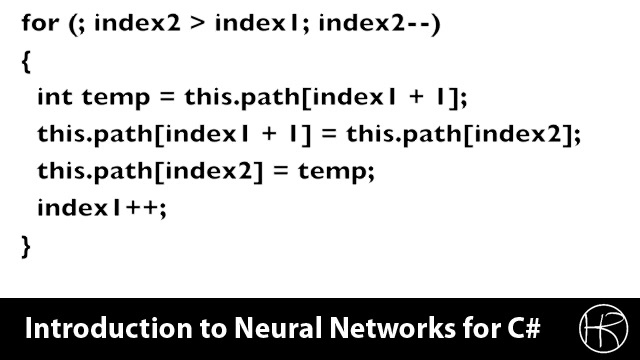 for (; index2 > index1; index2--)
{
int temp = this.path[index1 + 1];
this.path[index1 + 1] = this.path[index2];
this.path[index2] = temp;
index1++;
}
Introduction to Neural Networks for C#